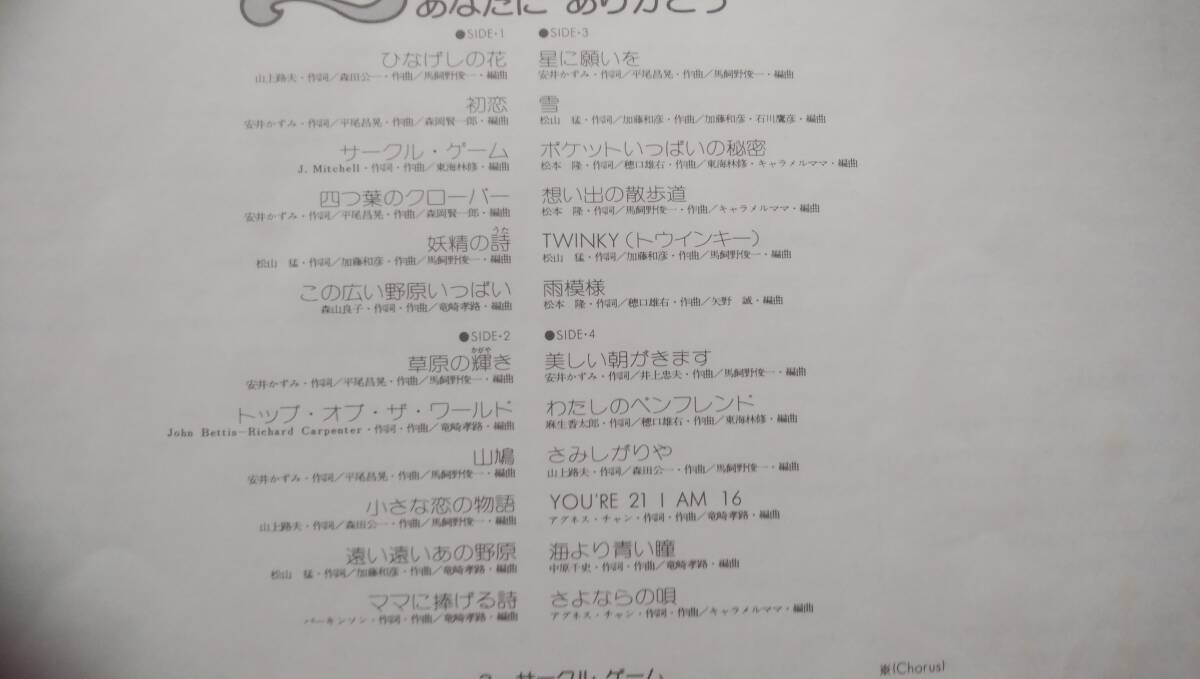 あなたに ありがとう
●SIDE・1
ひなげしの花
山上路夫・作詞／森田公一・作曲／馬飼野俊一・編曲
初恋
安井かずみ・作詞／平尾昌晃・作曲／森岡賢一郎・編曲
サークル・ゲーム
J. Mitchell・作詞・作曲／東海林修・編曲
四つ葉のクローバー
安井かずみ・作詞／平尾昌晃・作曲／森岡賢一郎・編曲
妖精の詩
うた
松山 猛・作詞／加藤和彦・作曲／馬飼野俊一・編曲
この広い野原いっぱい
森山良子・作詞・作曲／竜崎孝路・編曲
●SIDE・2
草原の輝き
かがや
安井かずみ・作詞／平尾昌晃・作曲／馬飼野俊一・編曲
トップ・オブ・ザ・ワールド
John Bettis—Richard Carpenter・作詞・作曲／竜崎孝路・編曲
山鳩
安井かずみ・作詞／平尾昌晃・作曲／馬飼野俊一・編曲
小さな恋の物語
山上路夫・作詞／森田公一・作曲／馬飼野俊一・編曲
遠い遠いあの野原
松山 猛・作詞／加藤和彦・作曲／竜崎孝路・編曲
ママに捧げる詩
パーキンソン・作詞・作曲／竜崎孝路・編曲
●SIDE・3
星に願いを
安井かずみ・作詞／平尾昌晃・作曲／馬飼野俊一・編曲
雪
松山 猛・作詞／加藤和彦・作曲／加藤和彦・石川鷹彦・編曲
ポケットいっぱいの秘密
松本 隆・作詞／穂口雄右・作曲／東海林修・キャラメルママ・編曲
想い出の散歩道
松本 隆・作詞／馬飼野俊一・作曲／キャラメルママ・編曲
TWINKY（トウインキー）
松山 猛・作詞／加藤和彦・作曲／馬飼野俊一・編曲
雨模様
松本 隆・作詞／穂口雄右・作曲／矢野 誠・編曲
●SIDE・4
美しい朝がきます
安井かずみ・作詞／井上忠夫・作曲／馬飼野俊一・編曲
わたしのペンフレンド
麻生香太郎・作詞／穂口雄右・作曲／東海林修・編曲
さみしがりや
山上路夫・作詞／森田公一・作曲／馬飼野俊一・編曲
YOU'RE 21 I AM 16
アグネス・チャン・作詞・作曲／竜崎孝路・編曲
海より青い瞳
中原千史・作詞・作曲／竜崎孝路・編曲
さよならの唄
アグネス・チャン・作詞・作曲／キャラメルママ・編曲
サークル ゲーム
※(Chorus)